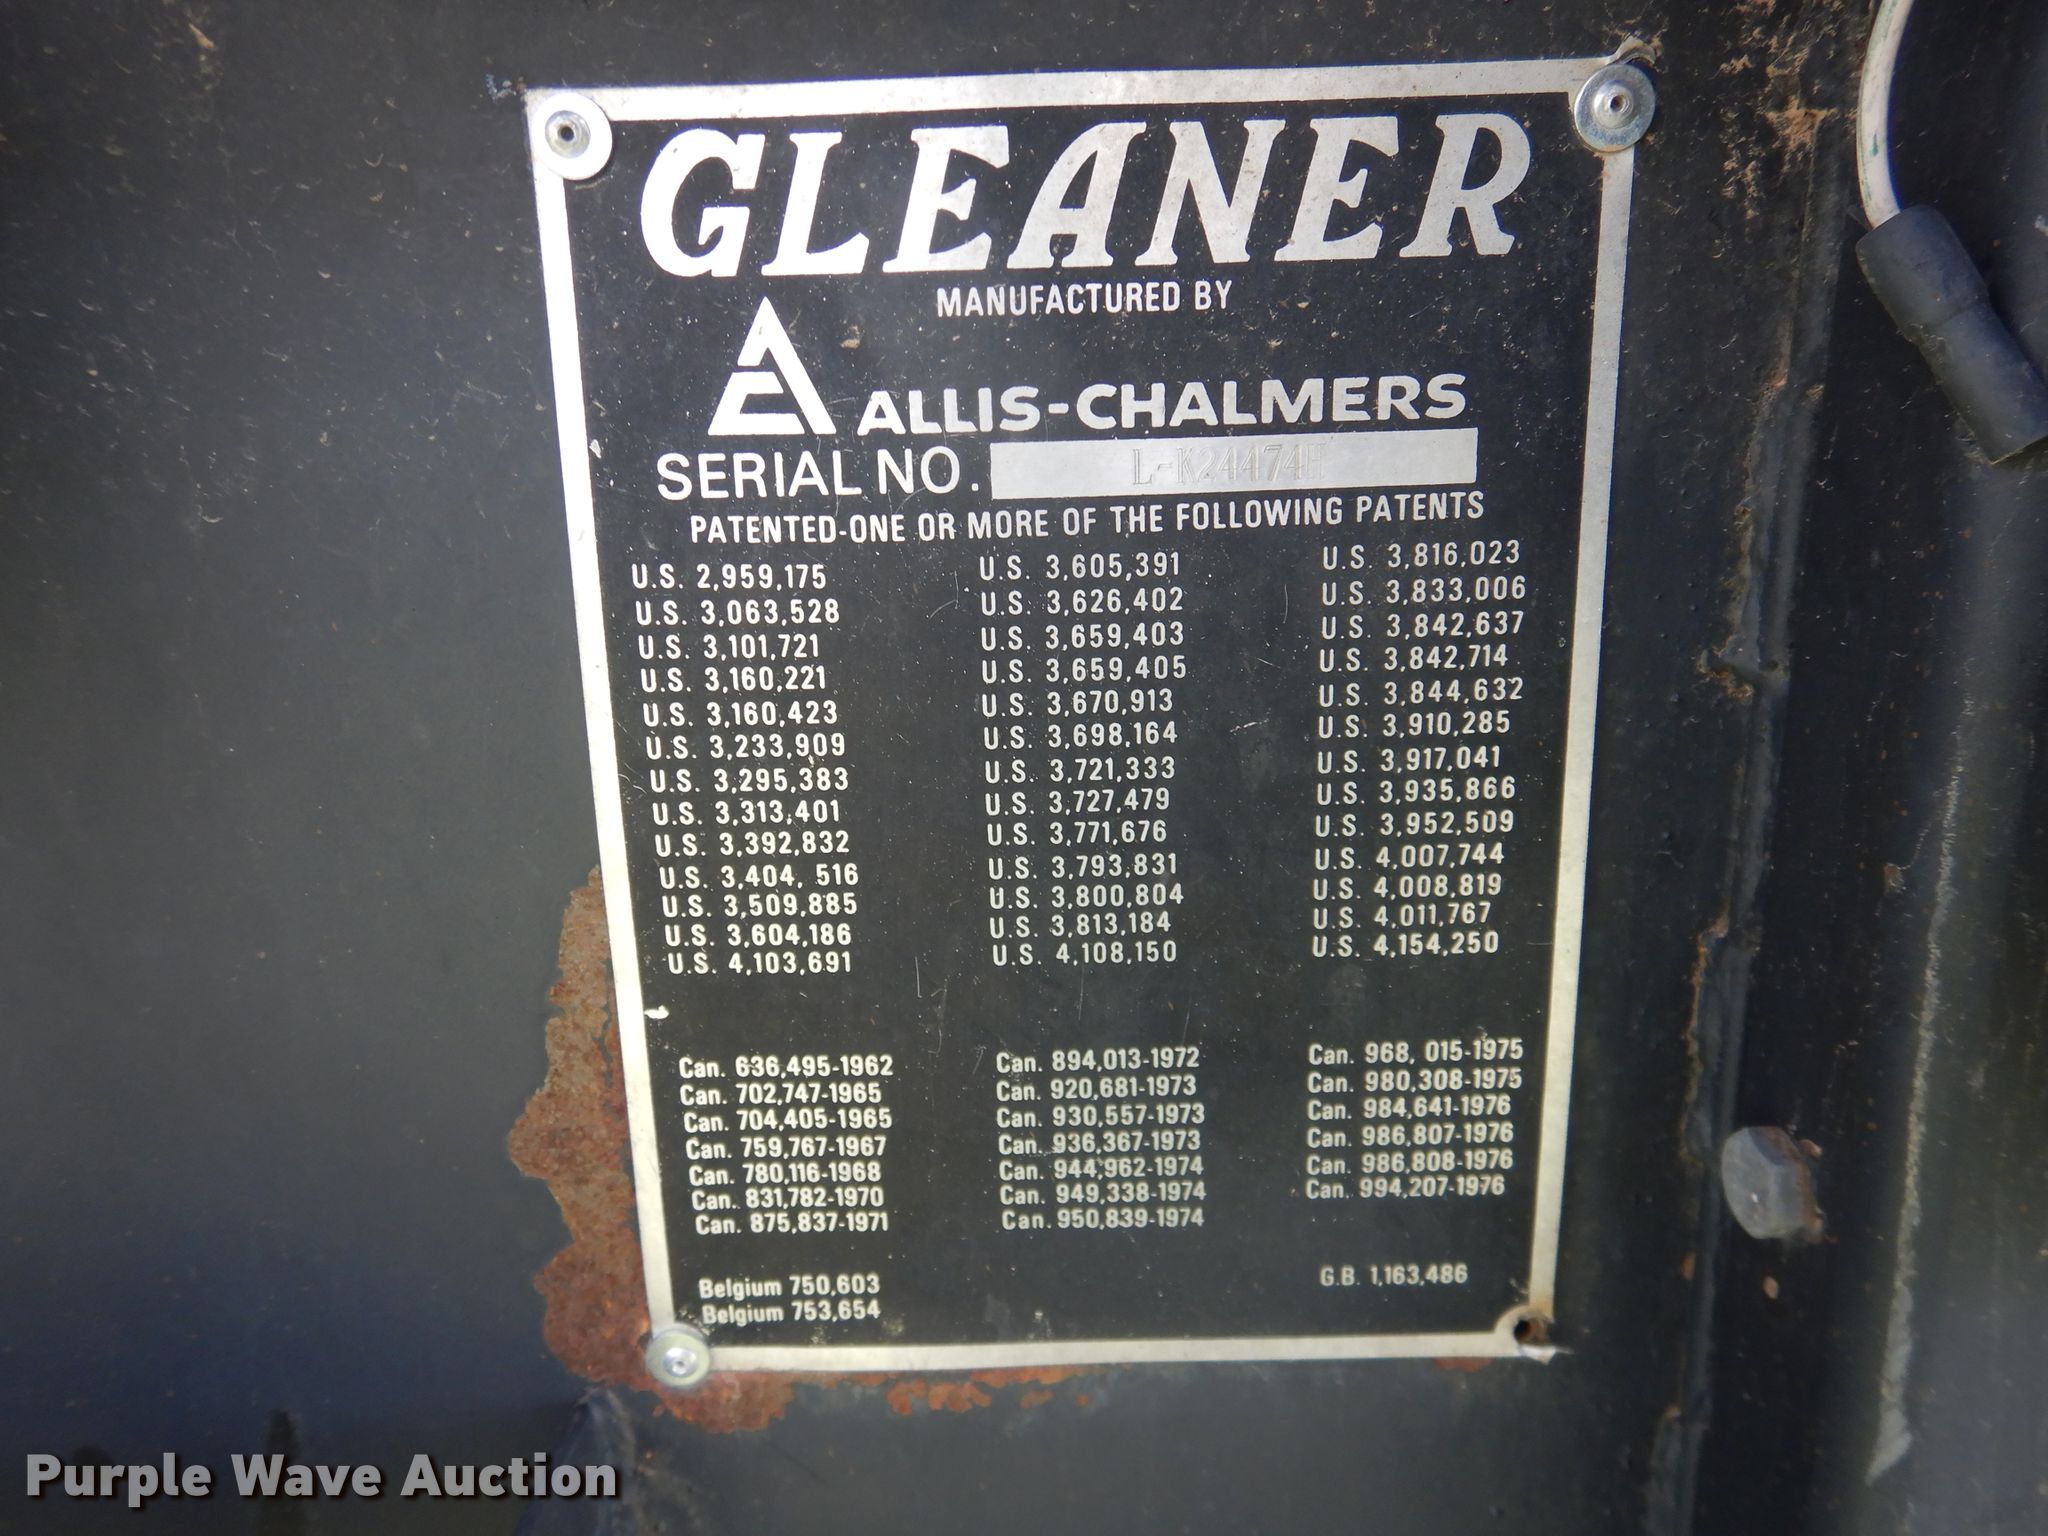 GLEANER
MANUFACTURED BY
ALLIS-CHALMERS
SERIAL NO. L-K24474H
PATENTED-ONE OR MORE OF THE FOLLOWING PATENTS
U.S. 2,959,175
U.S. 3,063,528
U.S. 3,101,721
U.S. 3,160,221
U.S. 3,160,423
U.S. 3,233,909
U.S. 3,295,383
U.S. 3,313,401
U.S. 3,392,832
U.S. 3,404, 516
U.S. 3,509,885
U.S. 3,604,186
U.S. 4,103,691
U.S. 3,605,391
U.S. 3,626,402
U.S. 3,659,403
U.S. 3,659,405
U.S. 3,670,913
U.S. 3,698,164
U.S. 3,721,333
U.S. 3,727,479
U.S. 3,771,676
U.S. 3,793,831
U.S. 3,800,804
U.S. 3,813,184
U.S. 4,108,150
U.S. 3,816,023
U.S. 3,833,006
U.S. 3,842,637
U.S. 3,842,714
U.S. 3,844,632
U.S. 3,910,285
U.S. 3,917,041
U.S. 3,935,866
U.S. 3,952,509
U.S. 4,007,744
U.S. 4,008,819
U.S. 4,011,767
U.S. 4,154,250
Can. 636,495-1962
Can. 702,747-1965
Can. 704,405-1965
Can. 759,767-1967
Can. 780,116-1968
Can. 831,782-1970
Can. 875,837-1971
Can. 894,013-1972
Can. 920,681-1973
Can. 930,557-1973
Can. 936,367-1973
Can. 944,962-1974
Can. 949,338-1974
Can. 950,839-1974
Can. 968, 015-1975
Can. 980,308-1975
Can. 984,641-1976
Can. 986,807-1976
Can. 986,808-1976
Can. 994,207-1976
Belgium 750,603
Belgium 753,654
G.B. 1,163,486
Purple Wave Auction